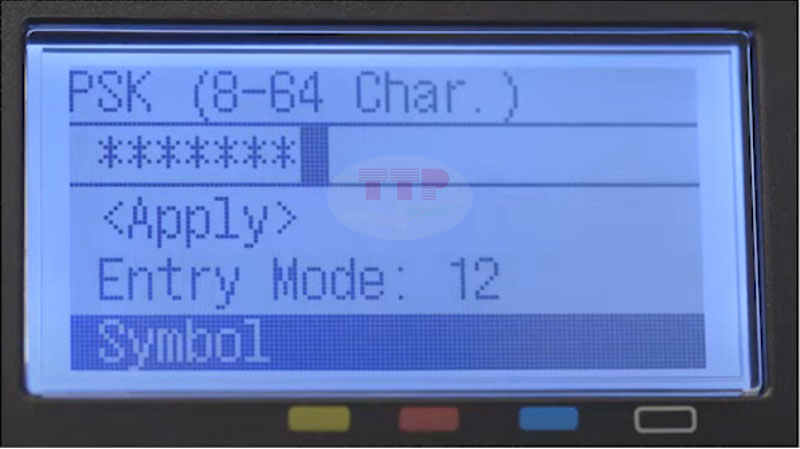 PSK (8-64 Char.)
*******
<Apply>
Entry Mode: 12
Symbol
TTP